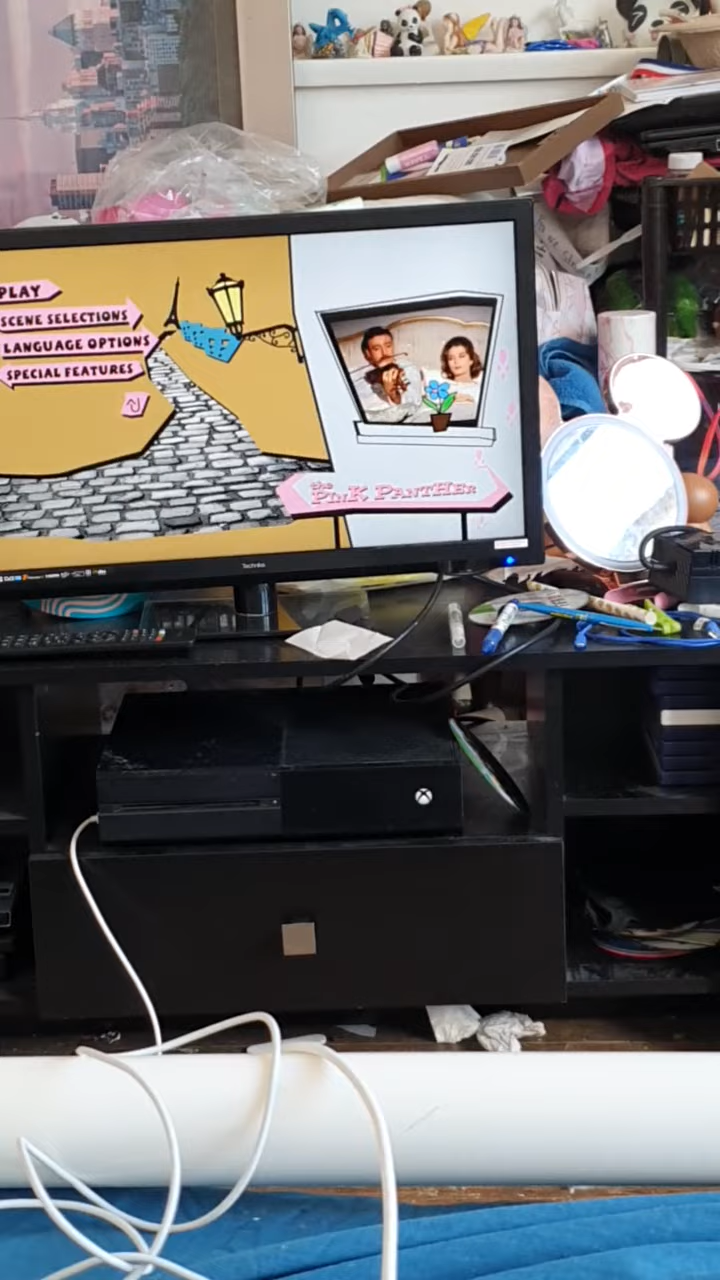 PLAY
SCENE SELECTIONS
LANGUAGE OPTIONS
SPECIAL FEATURES
the
PINK PANTHER
Technika